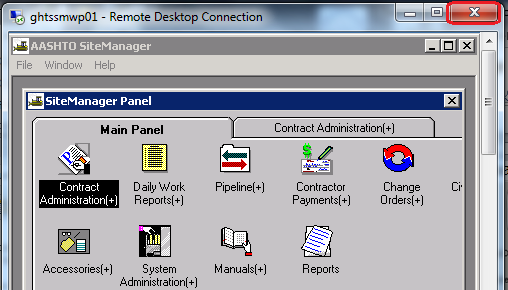 ghtssmwp01 - Remote Desktop Connection
AASHTO SiteManager
File Window Help
SiteManager Panel
Main Panel Contract Administration(+)
Contract Administration(+)
Daily Work Reports(+)
Pipeline(+)
Contractor Payments(+)
Change Orders(+)
Ci
Accessories(+)
System Administration(+)
Manuals(+)
Reports